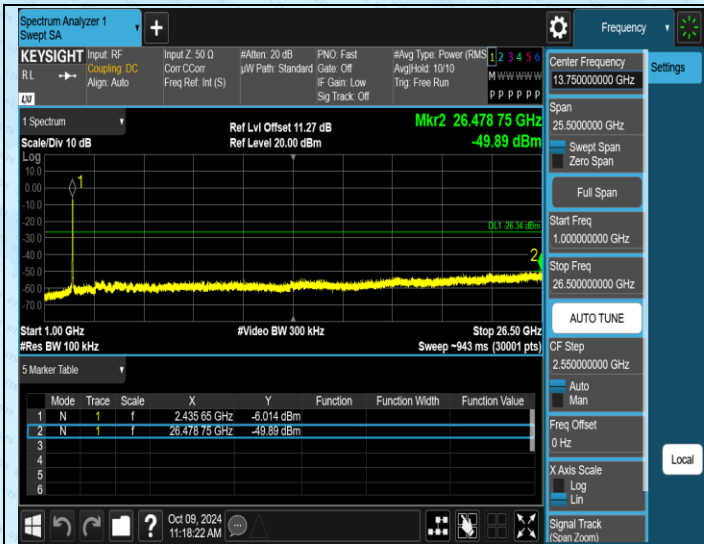 Spectrum Analyzer 1
Swept SA
+
Frequency
KEYSIGHT
RL
LXI
Input: RF
Coupling: DC
Align: Auto
Input Z: 50 Ω
Corr CCorr
Freq Ref: Int (S)
#Atten: 20 dB
µW Path: Standard
PNO: Fast
Gate: Off
IF Gain: Low
Sig Track: Off
#Avg Type: Power (RMS
Avg|Hold: 10/10
Trig: Free Run
1 2 3 4 5 6
M W W W W W
P P P P P P
Center Frequency
13.750000000 GHz
Settings
Span
25.5000000 GHz
Swept Span
Zero Span
Full Span
Start Freq
1.000000000 GHz
Stop Freq
26.500000000 GHz
AUTO TUNE
CF Step
2.550000000 GHz
Auto
Man
Freq Offset
0 Hz
X Axis Scale
Log
Lin
Signal Track
(Span Zoom)
Local
1 Spectrum
Scale/Div 10 dB
Ref Lvl Offset 11.27 dB
Ref Level 20.00 dBm
Mkr2 26.478 75 GHz
-49.89 dBm
Log
10.0
0.00
-10.0
-20.0
-30.0
-40.0
-50.0
-60.0
-70.0
1
DL1 -26.34 dBm
2
Start 1.00 GHz
#Res BW 100 kHz
#Video BW 300 kHz
Stop 26.50 GHz
Sweep ~943 ms (30001 pts)
5 Marker Table
Mode Trace Scale X Y Function Function Width Function Value
1 N 1 f 2.435 65 GHz -6.014 dBm
2 N 1 f 26.478 75 GHz -49.89 dBm
3
4
5
6
?
Oct 09, 2024
11:18:22 AM